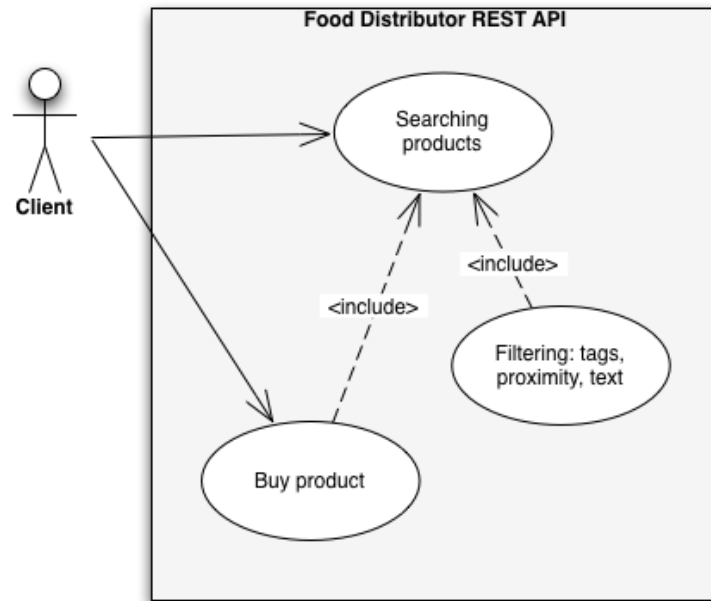 Food Distributor REST API
Searching
products
Client
<include>
<include>
Filtering: tags,
proximity, text
Buy product